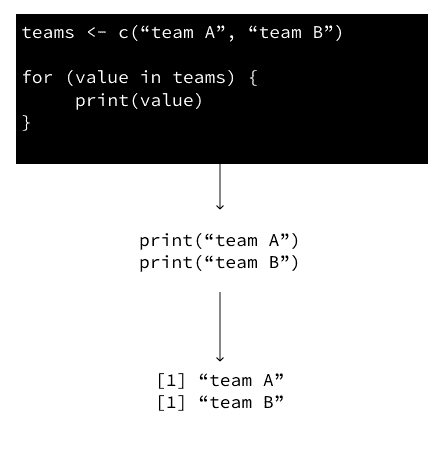 teams <- c(“team A”, “team B”)
for (value in teams) {
print(value)
}
print(“team A”)
print(“team B”)
[1] “team A”
[1] “team B”